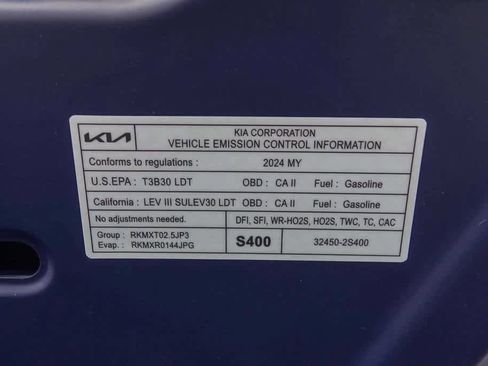 KIA
KIA CORPORATION
VEHICLE EMISSION CONTROL INFORMATION
Conforms to regulations : 2024 MY
U.S.EPA : T3B30 LDT OBD : CA II Fuel : Gasoline
California : LEV III SULEV30 LDT OBD : CA II Fuel : Gasoline
No adjustments needed. DFI, SFI, WR-HO2S, HO2S, TWC, TC, CAC
Group : RKMXT02.5JP3
Evap. : RKMXR0144JPG
S400
32450-2S400